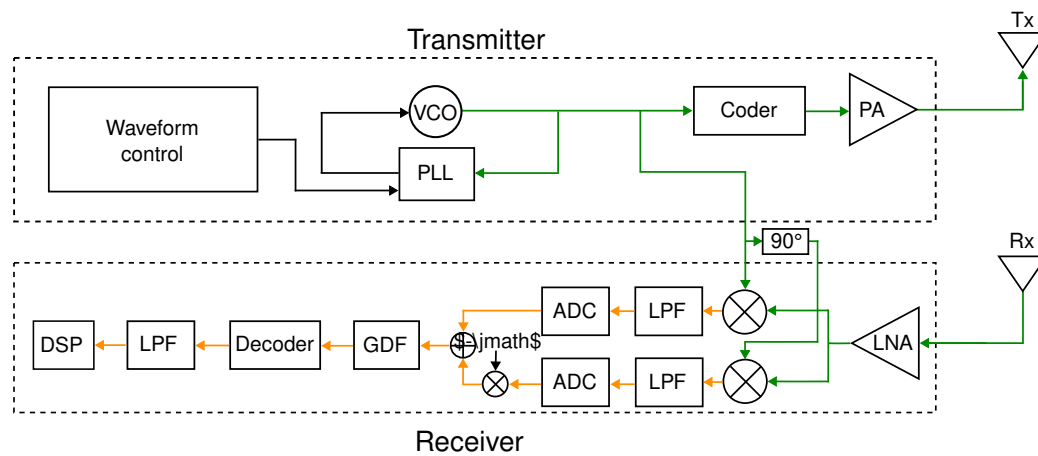 Transmitter
Tx
Waveform
control
VCO
PLL
Coder
PA
90°
Rx
DSP
LPF
Decoder
GDF
$-\jmath$
ADC
LPF
ADC
LPF
LNA
Receiver